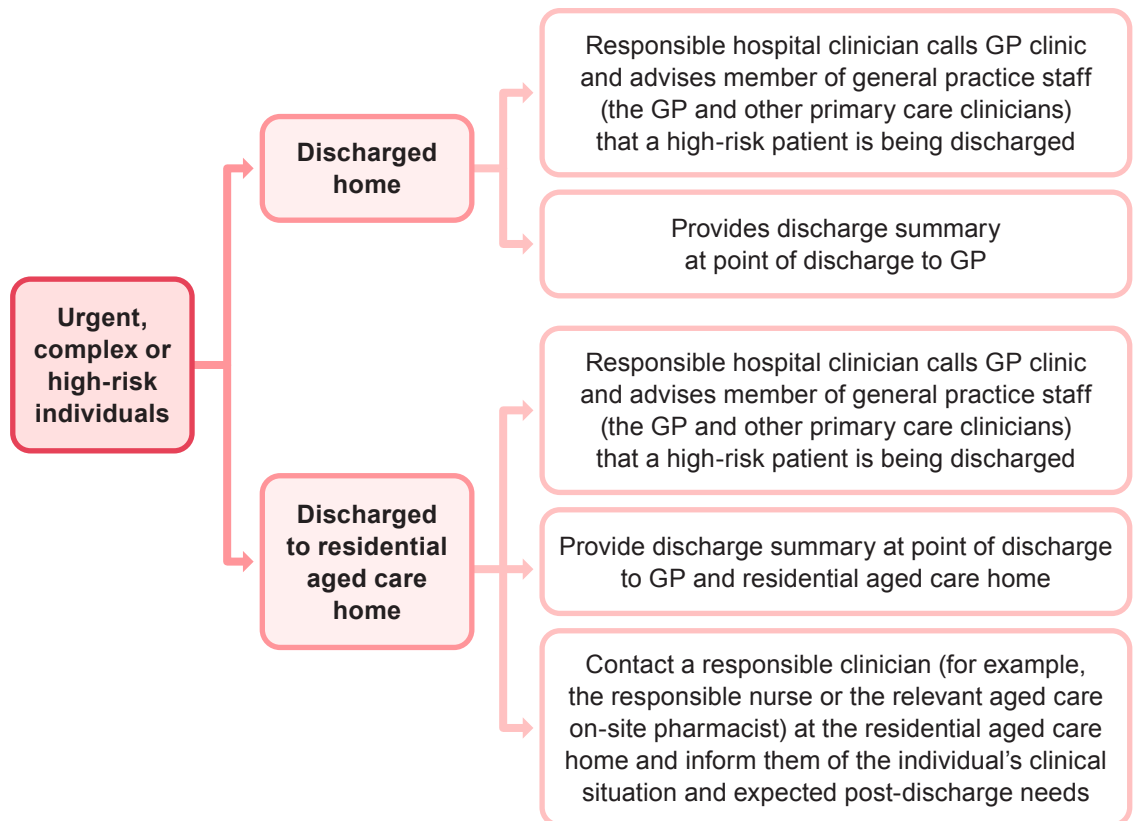 Urgent,
complex or
high-risk
individuals
Discharged
home
Responsible hospital clinician calls GP clinic
and advises member of general practice staff
(the GP and other primary care clinicians)
that a high-risk patient is being discharged
Provides discharge summary
at point of discharge to GP
Discharged
to residential
aged care
home
Responsible hospital clinician calls GP clinic
and advises member of general practice staff
(the GP and other primary care clinicians)
that a high-risk patient is being discharged
Provide discharge summary at point of discharge
to GP and residential aged care home
Contact a responsible clinician (for example,
the responsible nurse or the relevant aged care
on-site pharmacist) at the residential aged care
home and inform them of the individual’s clinical
situation and expected post-discharge needs